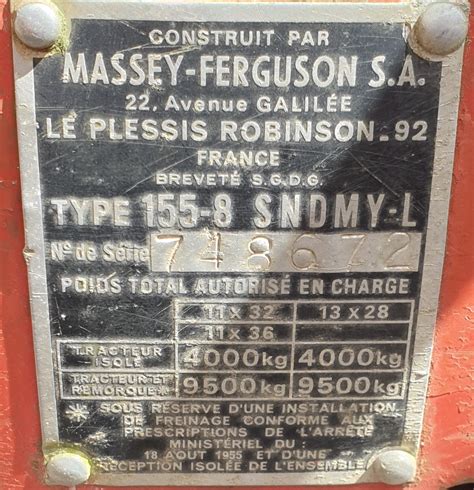 CONSTRUIT PAR
MASSEY-FERGUSON S.A.
22, Avenue GALILÉE
LE PLESSIS ROBINSON_92
FRANCE
BREVETÉ S.G.D.G.
TYPE 155-8 SNDMY-L
Nº de Série 748672
POIDS TOTAL AUTORISÉ EN CHARGE
11 x 32 13 x 28
11 x 36
TRACTEUR
ISOLÉ 4000kg 4000kg
TRACTEUR ET
REMORQUE* 9500kg 9500kg
* SOUS RÉSERVE D'UNE INSTALLATION
DE FREINAGE CONFORME AUX
PRESCRIPTIONS DE L'ARRÊTÉ
MINISTÉRIEL DU :
18 AOUT 1955 ET D'UNE
RÉCEPTION ISOLÉE DE L'ENSEMBLE